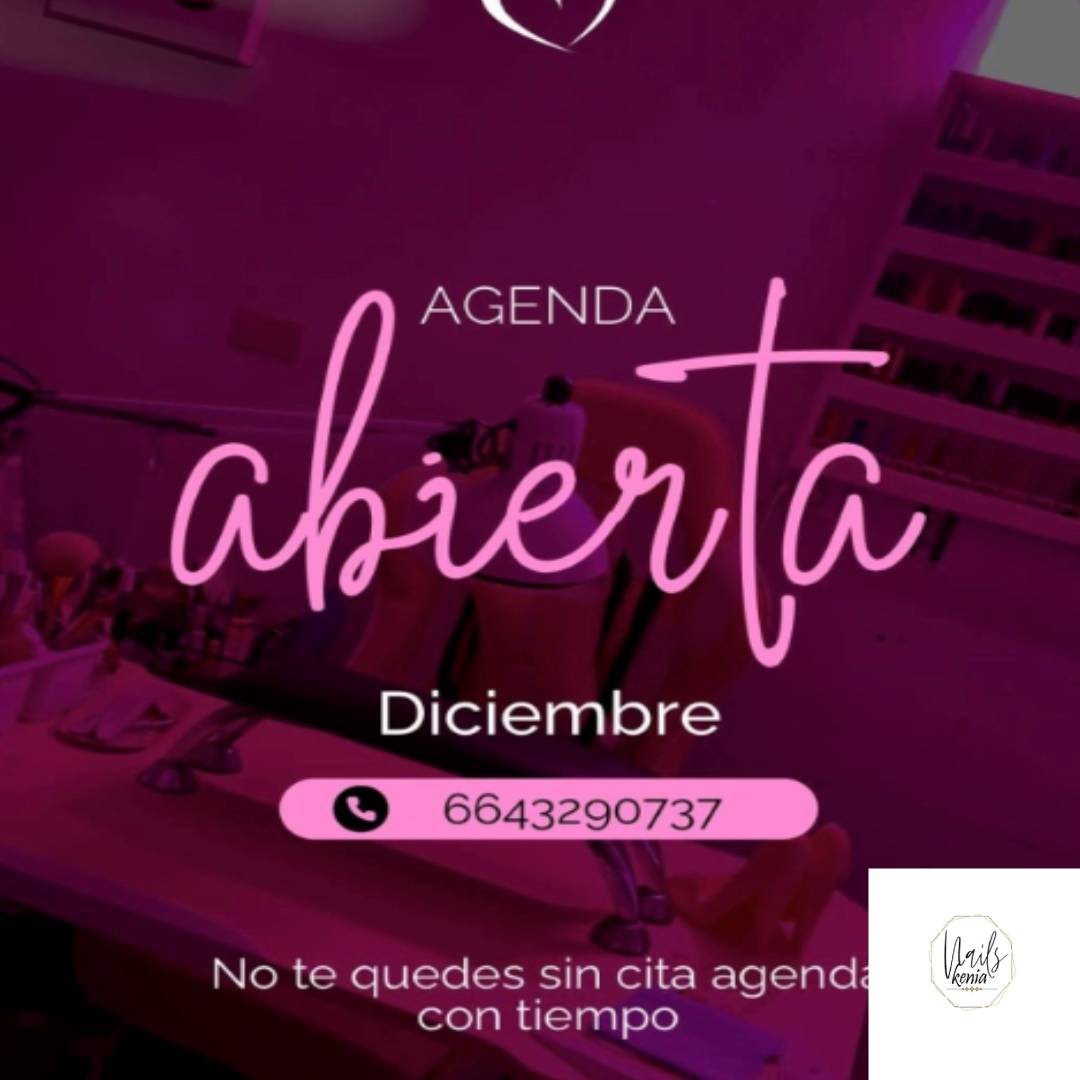 AGENDA
abierta
Diciembre
6643290737
No te quedes sin cita agenda
con tiempo
Nails
kenia